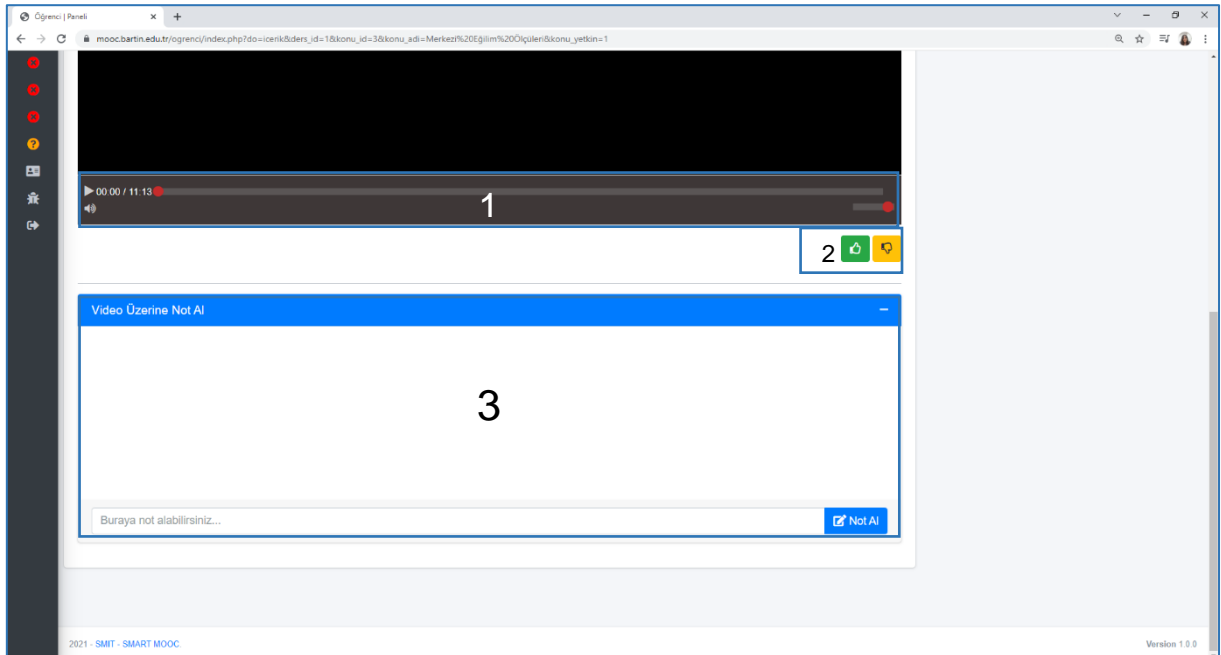 Öğrenci | Paneli
mooc.bartin.edu.tr/ogrenci/index.php?do=icerik&ders_id=1&konu_id=3&konu_adi=Merkezi%20Eğilim%20Ölçüleri&konu_yetkin=1
00:00 / 11:13
1
2
Video Üzerine Not Al
3
Buraya not alabilirsiniz...
Not Al
2021 - SMIT - SMART MOOC
Version 1.0.0